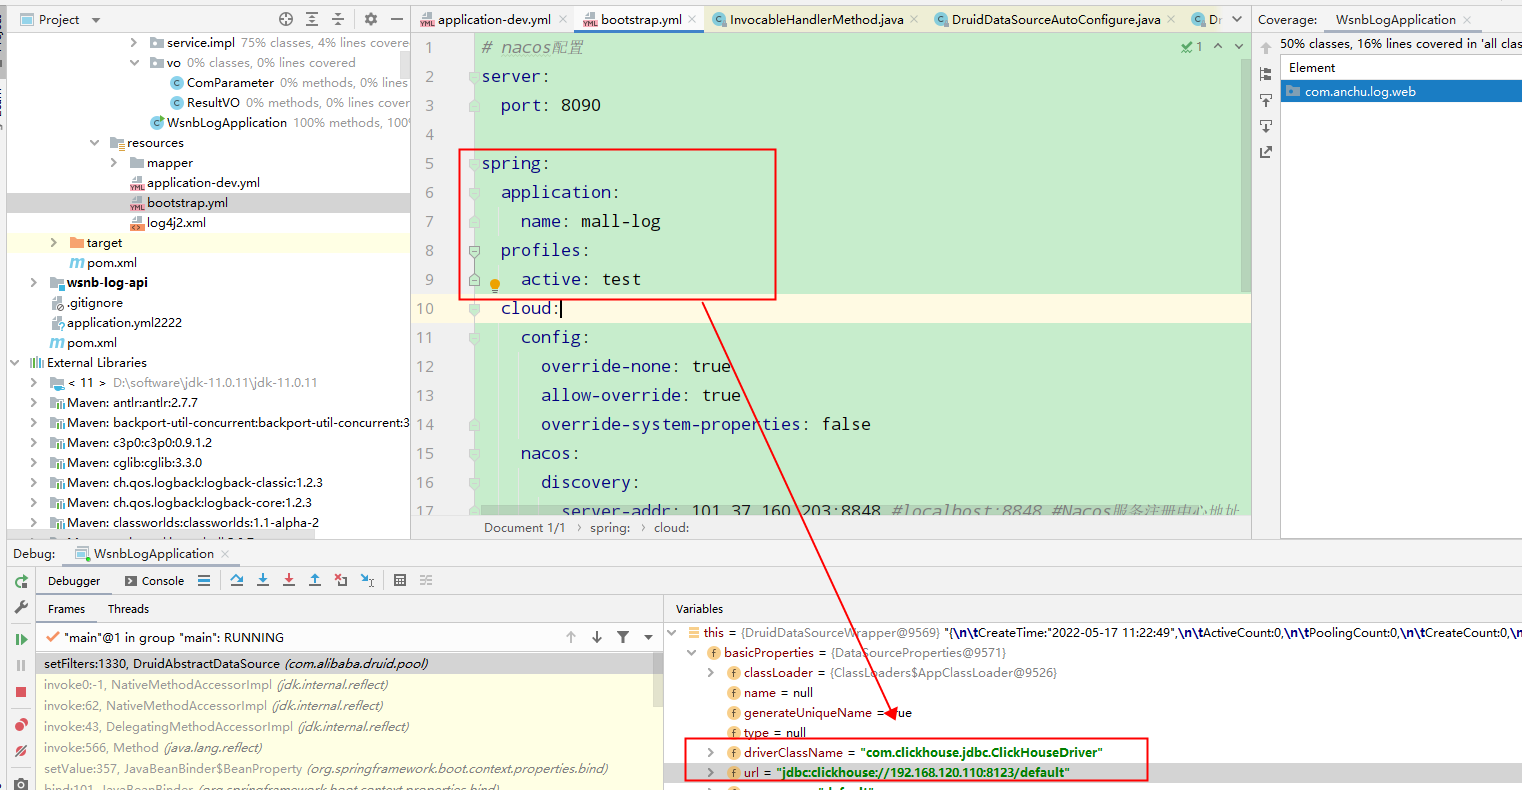 Project
application-dev.yml
bootstrap.yml
InvocableHandlerMethod.java
DruidDataSourceAutoConfigure.java
Dr
Coverage:
WsnbLogApplication
service.impl 75% classes, 4% lines covere
vo 0% classes, 0% lines covered
ComParameter 0% methods, 0% lines
ResultVO 0% methods, 0% lines cover
WsnbLogApplication 100% methods, 100%
resources
mapper
application-dev.yml
bootstrap.yml
log4j2.xml
target
pom.xml
wsnb-log-api
.gitignore
application.yml2222
pom.xml
External Libraries
< 11 > D:\software\jdk-11.0.11\jdk-11.0.11
Maven: antlr:antlr:2.7.7
Maven: backport-util-concurrent:backport-util-concurrent:3
Maven: c3p0:c3p0:0.9.1.2
Maven: cglib:cglib:3.3.0
Maven: ch.qos.logback:logback-classic:1.2.3
Maven: ch.qos.logback:logback-core:1.2.3
Maven: classworlds:classworlds:1.1-alpha-2
1 # nacos配置
1
2 server:
3 port: 8090
4
5 spring:
6 application:
7 name: mall-log
8 profiles:
9 active: test
10 cloud:
11 config:
12 override-none: true
13 allow-override: true
14 override-system-properties: false
15 nacos:
16 discovery:
17 server-addr: 101.37.160.203:8848 #localhost:8848 #Nacos服务注册中心地址
Document 1/1 › spring: › cloud:
50% classes, 16% lines covered in 'all clas
Element
com.anchu.log.web
Debug: WsnbLogApplication
Debugger Console
Frames Threads
"main"@1 in group "main": RUNNING
setFilters:1330, DruidAbstractDataSource (com.alibaba.druid.pool)
invoke0:-1, NativeMethodAccessorImpl (jdk.internal.reflect)
invoke:62, NativeMethodAccessorImpl (jdk.internal.reflect)
invoke:43, DelegatingMethodAccessorImpl (jdk.internal.reflect)
invoke:566, Method (java.lang.reflect)
setValue:357, JavaBeanBinder$BeanProperty (org.springframework.boot.context.properties.bind)
bind:101, JavaBeanBinder (org.springframework.boot.context.properties.bind)
Variables
this = {DruidDataSourceWrapper@9569} "{\n\tCreateTime:"2022-05-17 11:22:49",\n\tActiveCount:0,\n\tPoolingCount:0,\n\tCreateCount:0,\n
basicProperties = {DataSourceProperties@9571}
classLoader = {ClassLoaders$AppClassLoader@9526}
name = null
generateUniqueName = true
type = null
driverClassName = "com.clickhouse.jdbc.ClickHouseDriver"
url = "jdbc:clickhouse://192.168.120.110:8123/default"